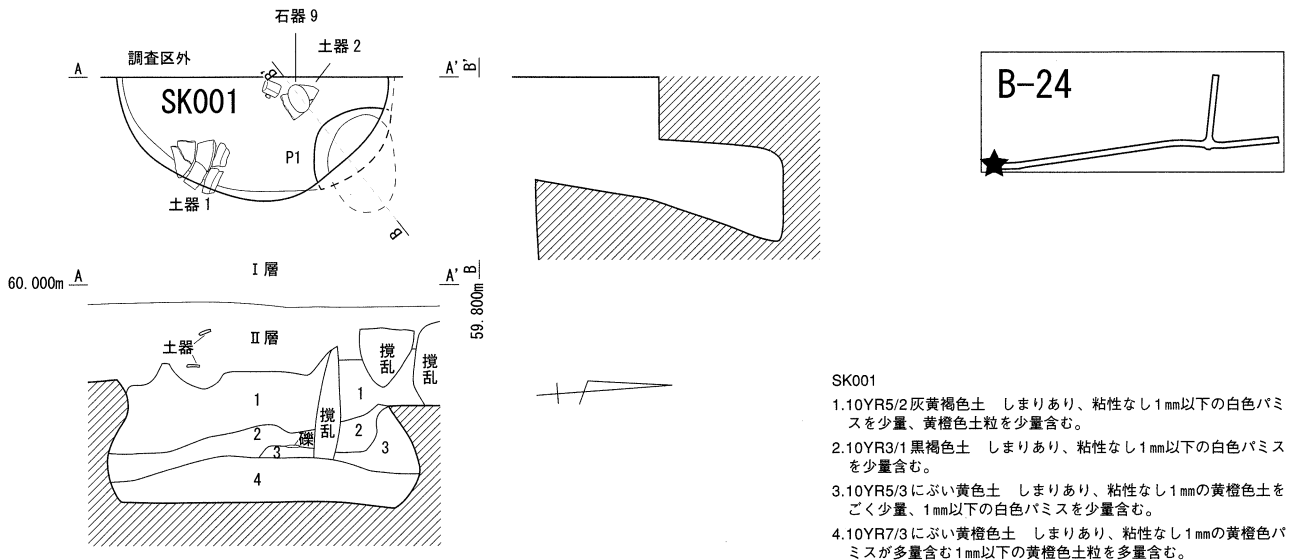 石器9
土器2
調査区外
A
A'
B'
B'
SK001
P1
土器1
B
B-24
Ⅰ層
60.000m
A
A'
B
59.800m
Ⅱ層
土器
撹乱
撹乱
1
1
撹乱
2
礫
2
3
3
4
SK001
1.10YR5/2灰黄褐色土 しまりあり、粘性なし1㎜以下の白色パミ
スを少量、黄橙色土粒を少量含む。
2.10YR3/1黒褐色土 しまりあり、粘性なし1㎜以下の白色パミス
を少量含む。
3.10YR5/3にぶい黄色土 しまりあり、粘性なし1㎜の黄橙色土を
ごく少量、1㎜以下の白色パミスを少量含む。
4.10YR7/3にぶい黄橙色土 しまりあり、粘性なし1㎜の黄橙色パ
ミスが多量含む1㎜以下の黄橙色土粒を多量含む。